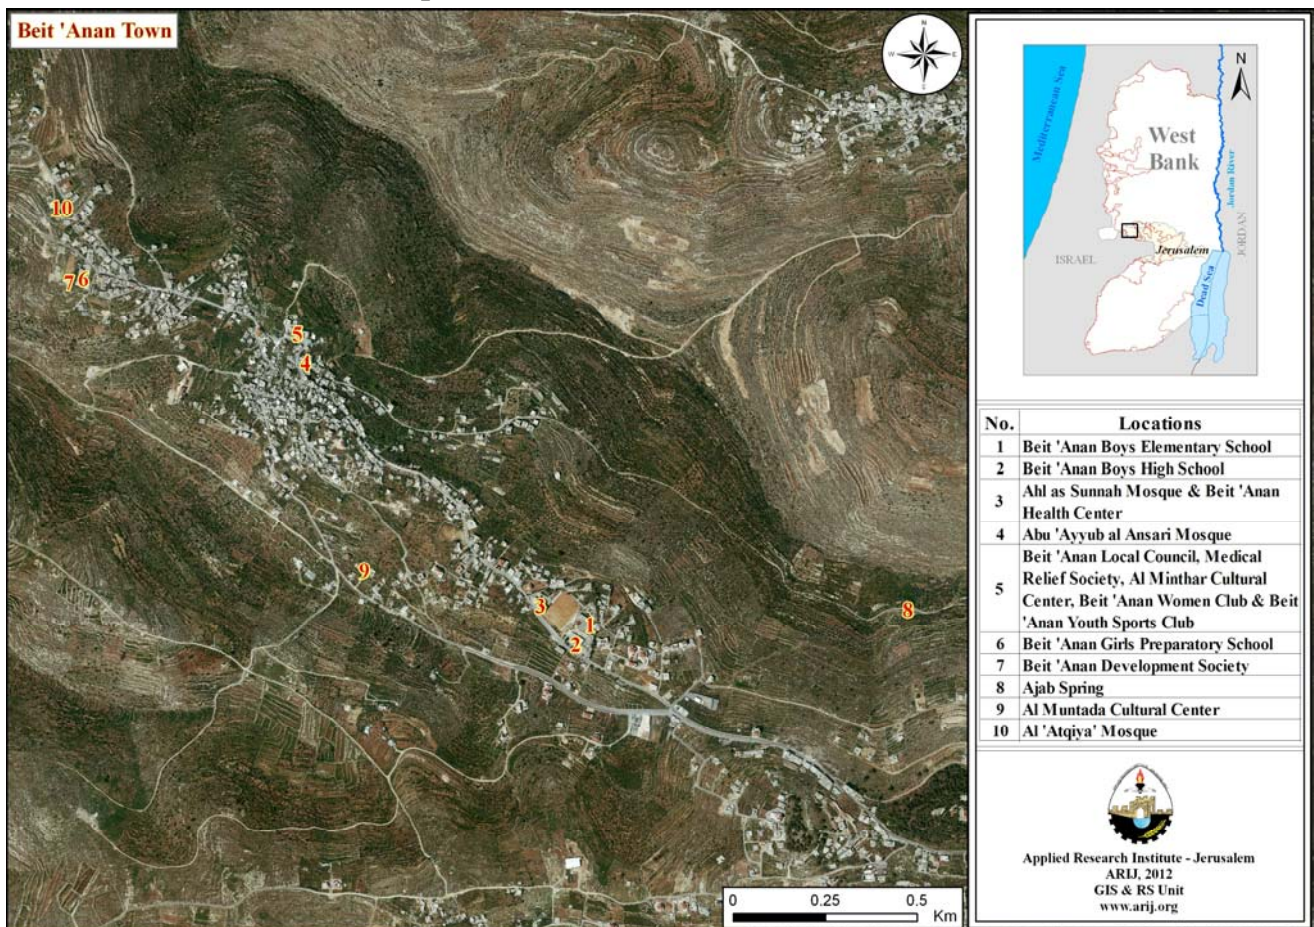 Beit 'Anan Town
N
W
E
S
10
7 6
5
4
9
3
1
2
8
0 0.25 0.5
Km
Mediterranean Sea
N
West
Bank
Jordan River
JORDAN
Jerusalem
ISRAEL
Dead Sea
No. Locations
1 Beit 'Anan Boys Elementary School
2 Beit 'Anan Boys High School
3 Ahl as Sunnah Mosque & Beit 'Anan
Health Center
4 Abu 'Ayyub al Ansari Mosque
5 Beit 'Anan Local Council, Medical
Relief Society, Al Minthar Cultural
Center, Beit 'Anan Women Club & Beit
'Anan Youth Sports Club
6 Beit 'Anan Girls Preparatory School
7 Beit 'Anan Development Society
8 Ajab Spring
9 Al Muntada Cultural Center
10 Al 'Atqiya' Mosque
Applied Research Institute - Jerusalem
ARIJ, 2012
GIS & RS Unit
www.arij.org